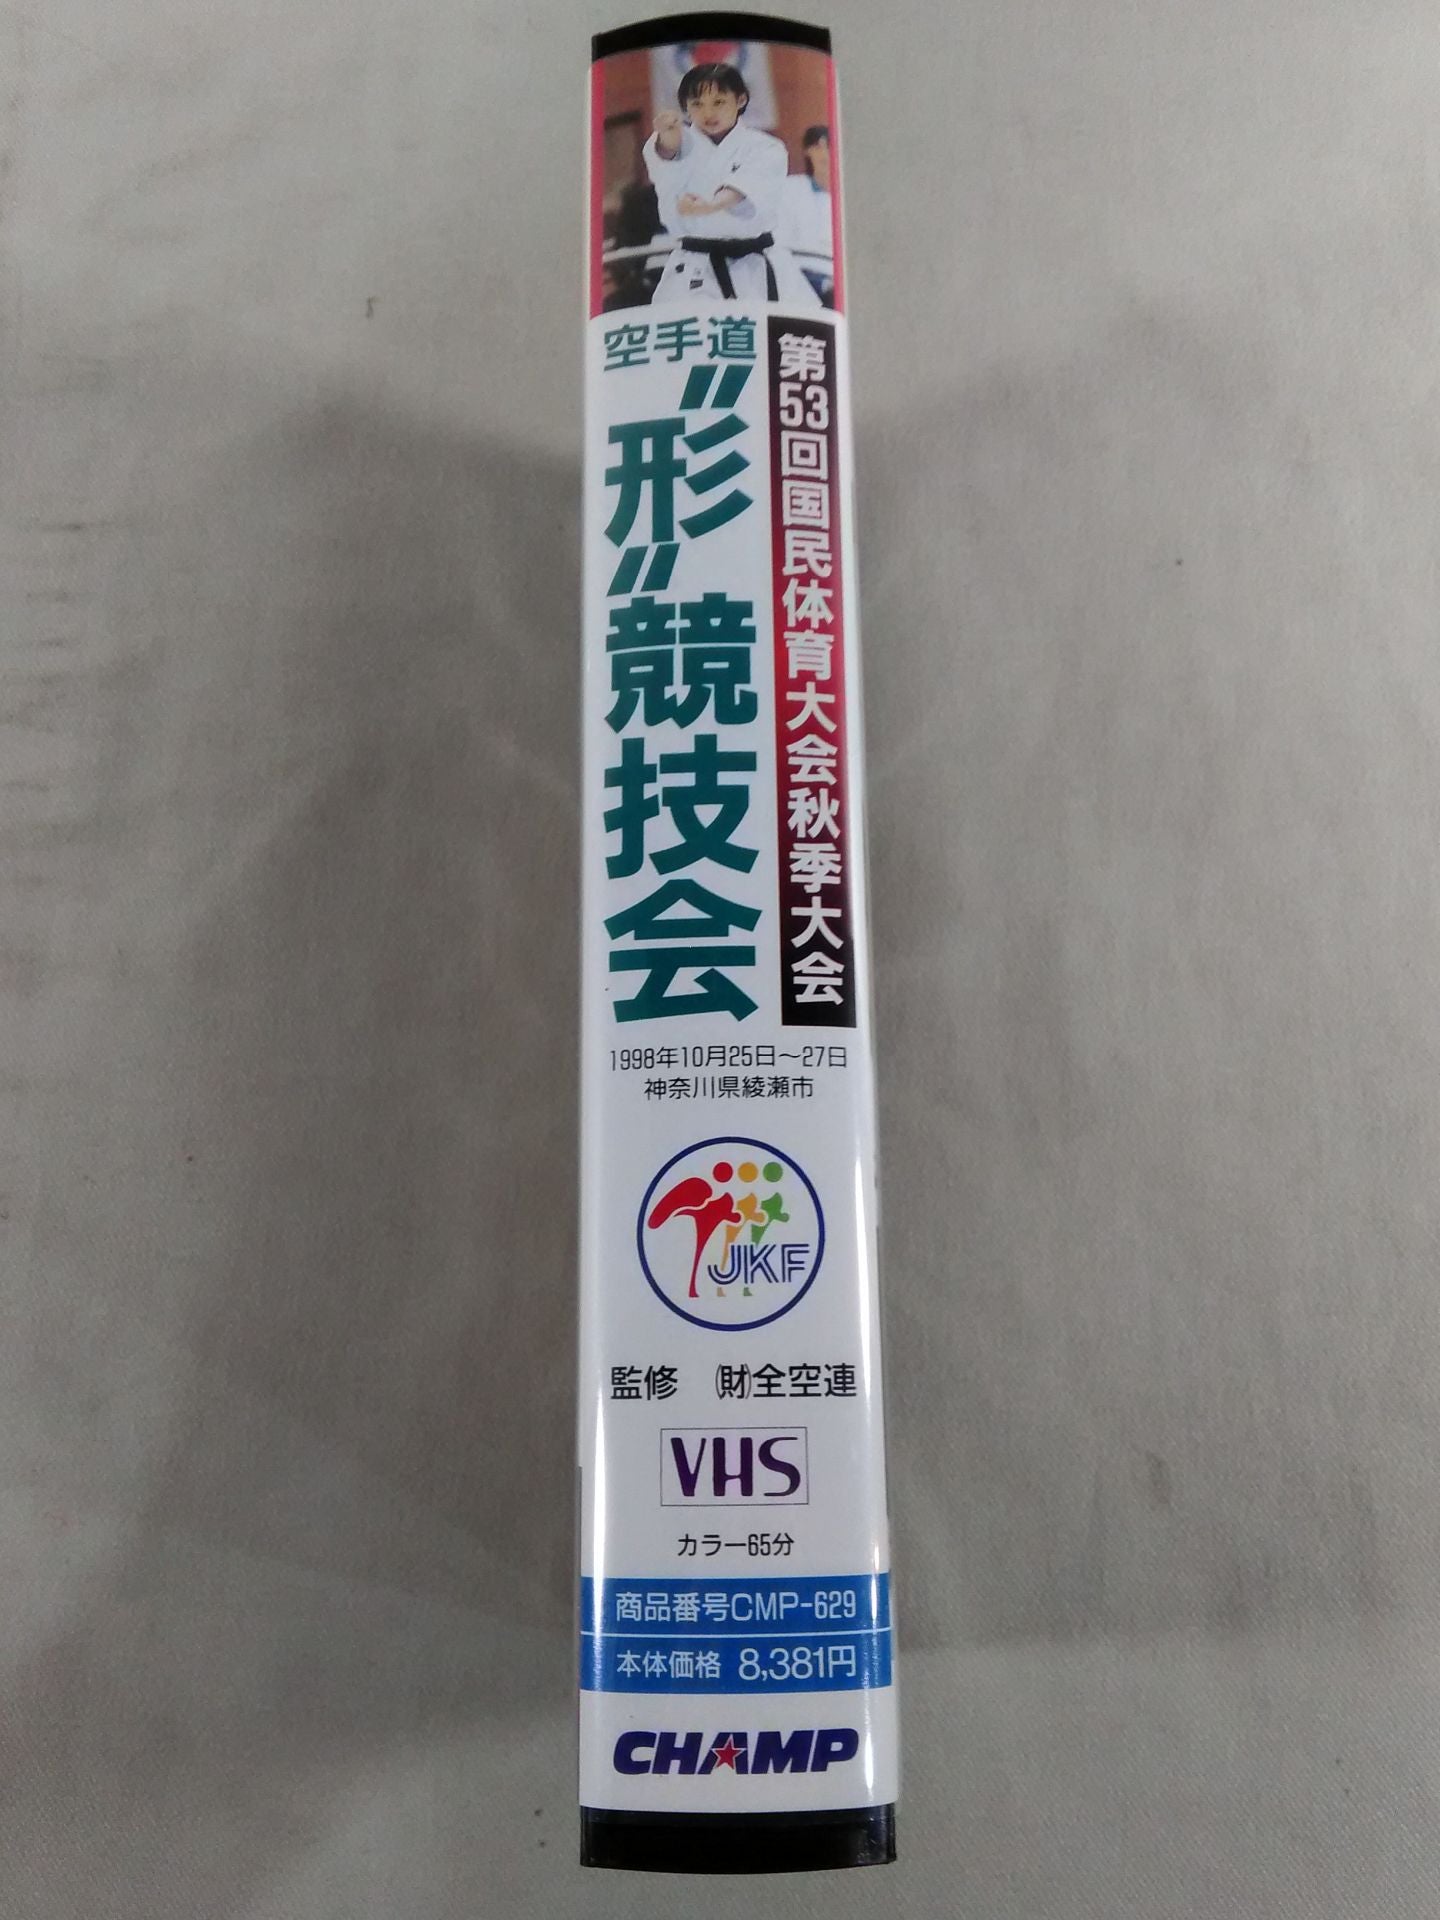 第53回国民体育大会秋季大会
空手道
〝形〟競技会
1998年10月25日〜27日
神奈川県綾瀬市
JKF
監修 ㈶全空連
VHS
カラー65分
商品番号CMP-629
本体価格 8,381円
CHAMP